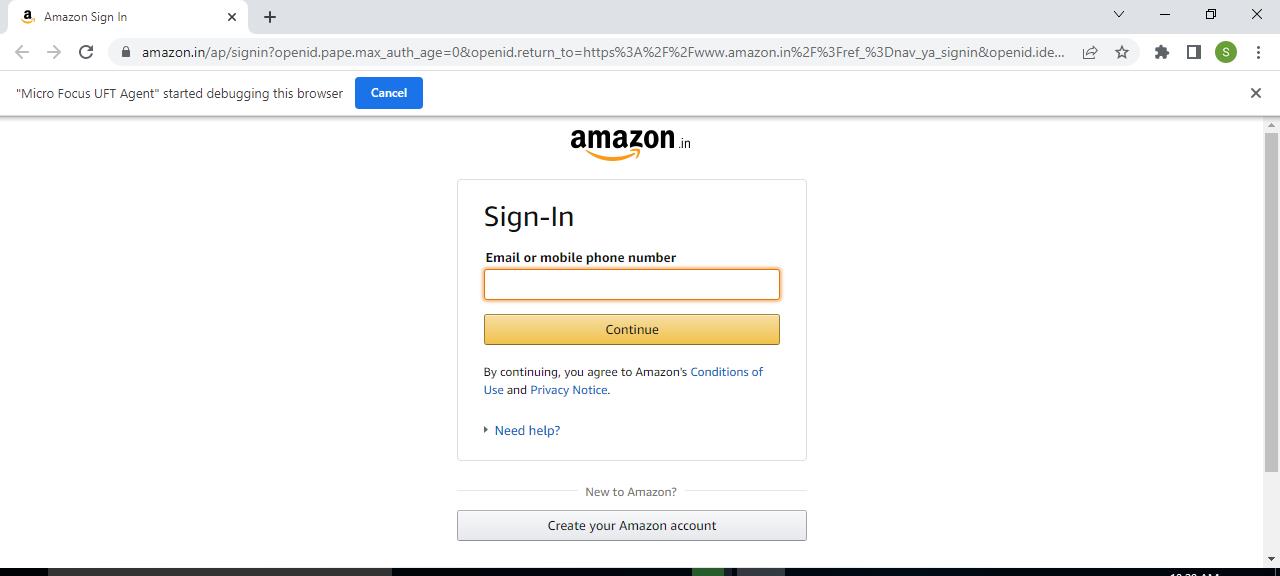 Amazon Sign In
amazon.in/ap/signin?openid.pape.max_auth_age=0&openid.return_to=https%3A%2F%2Fwww.amazon.in%2F%3Fref_%3Dnav_ya_signin&openid.ide...
S
"Micro Focus UFT Agent" started debugging this browser
Cancel
amazon.in
Sign-In
Email or mobile phone number
Continue
By continuing, you agree to Amazon's Conditions of
Use and Privacy Notice.
Need help?
New to Amazon?
Create your Amazon account